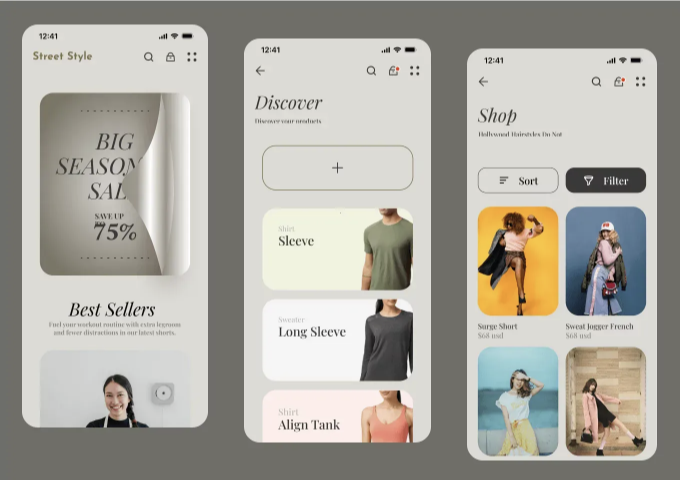 12:41
Street Style
BIG
SEASON
SAL
SAVE UP
75%
Best Sellers
Fuel your workout routine with extra legroom
and fewer distractions in our latest shorts.
12:41
Discover
Discover your products
+
Shirt
Sleeve
Sweater
Long Sleeve
Shirt
Align Tank
12:41
Shop
Hollywood Hairstyles Do Not
Sort
Filter
Surge Short
Sweat Jogger French
$68 usd
$68 usd